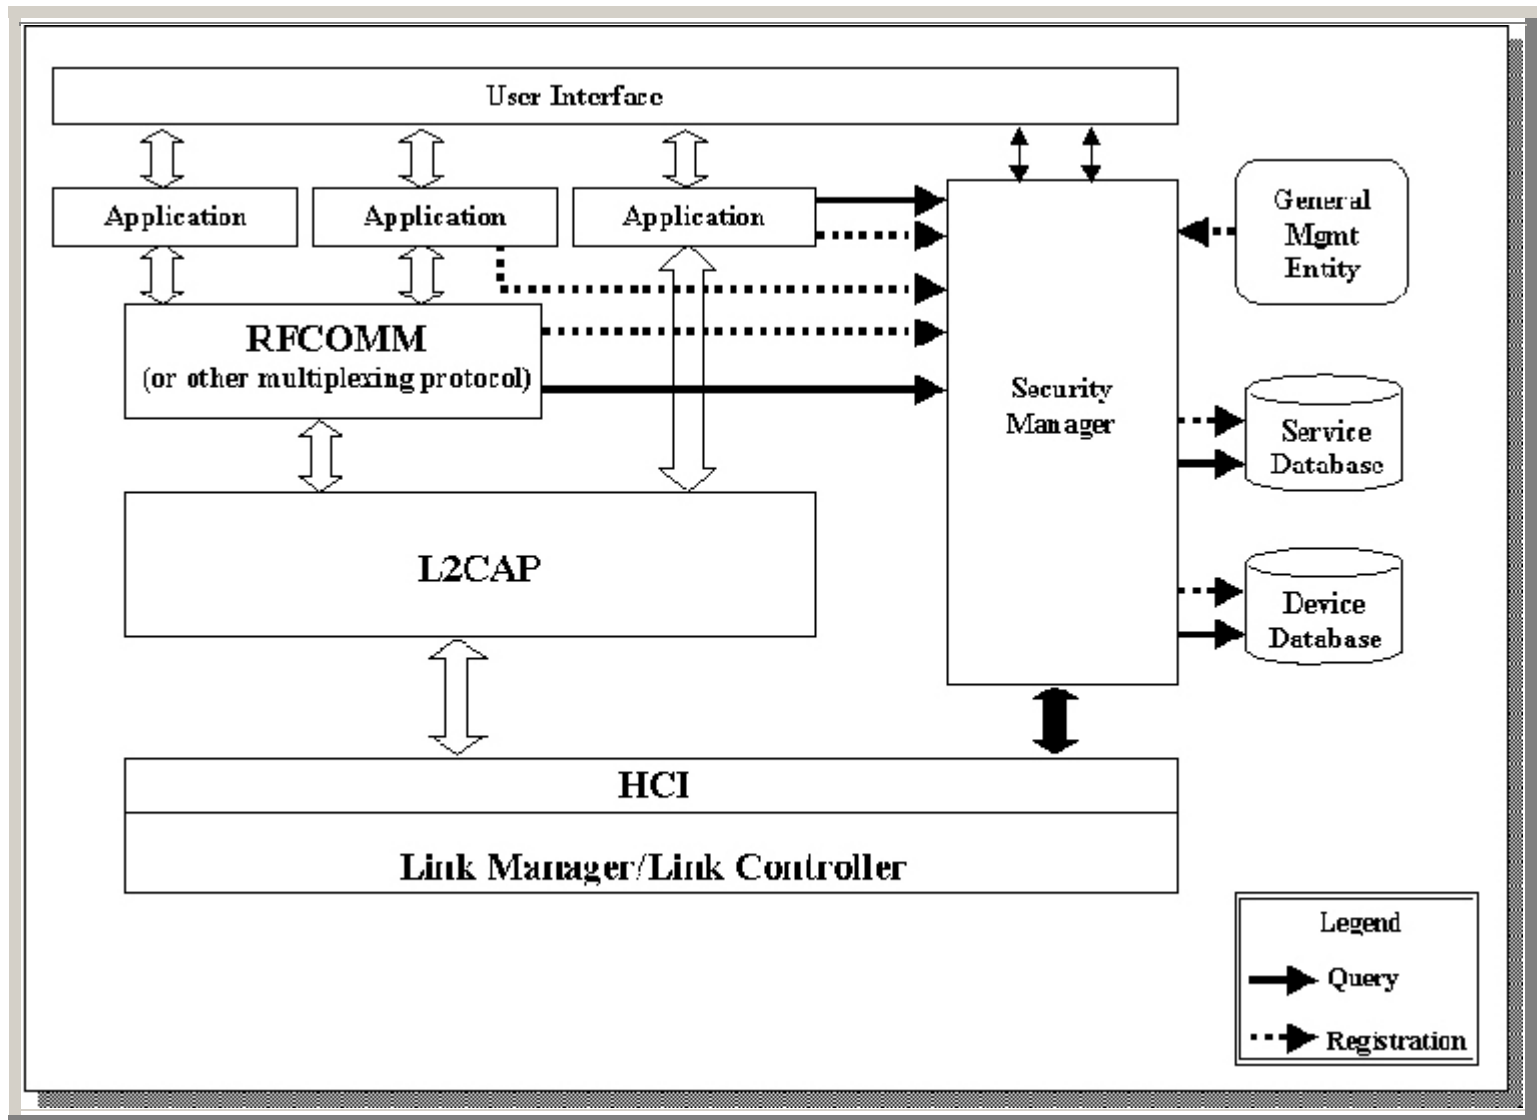 User Interface
Application
Application
Application
General
Mgmt
Entity
RFCOMM
(or other multiplexing protocol)
Security
Manager
Service
Database
L2CAP
Device
Database
HCI
Link Manager/Link Controller
Legend
Query
Registration